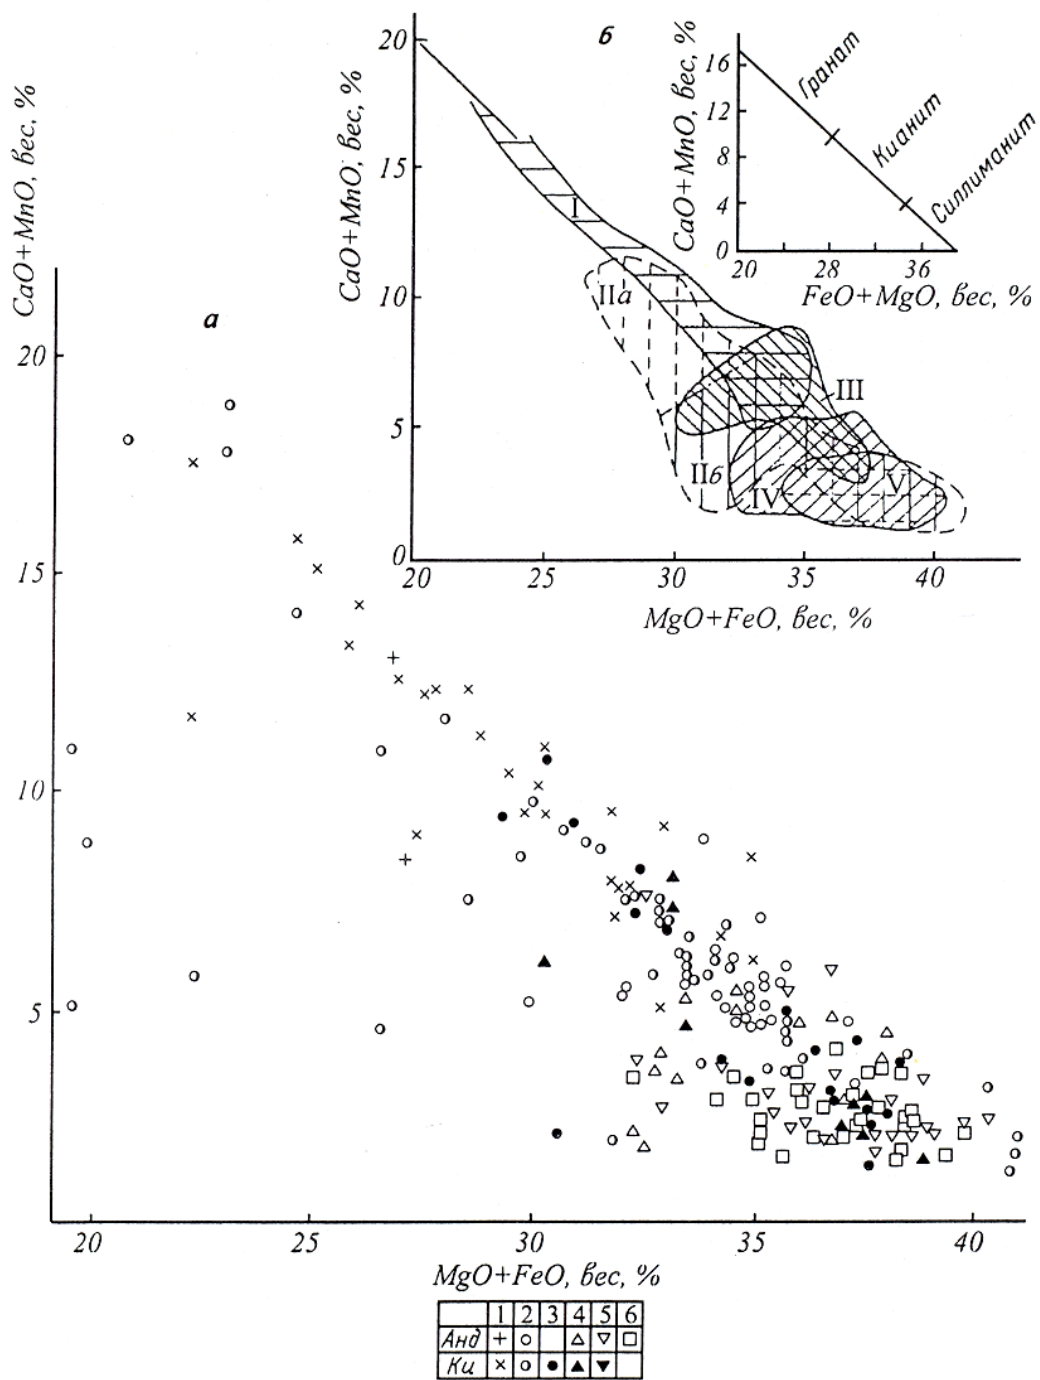 б
CaO+MnO, вес, %
20
15
10
5
0
20
25
30
35
40
MgO+FeO, вес, %
I
IIа
IIб
III
IV
V
CaO+MnO, вес, %
16
12
8
4
0
20
28
36
FeO+MgO, вес, %
Гранат
Кианит
Силлиманит
а
CaO+MnO, вес, %
20
15
10
5
20
25
30
35
40
MgO+FeO, вес, %
1 2 3 4 5 6
Анд
Ки